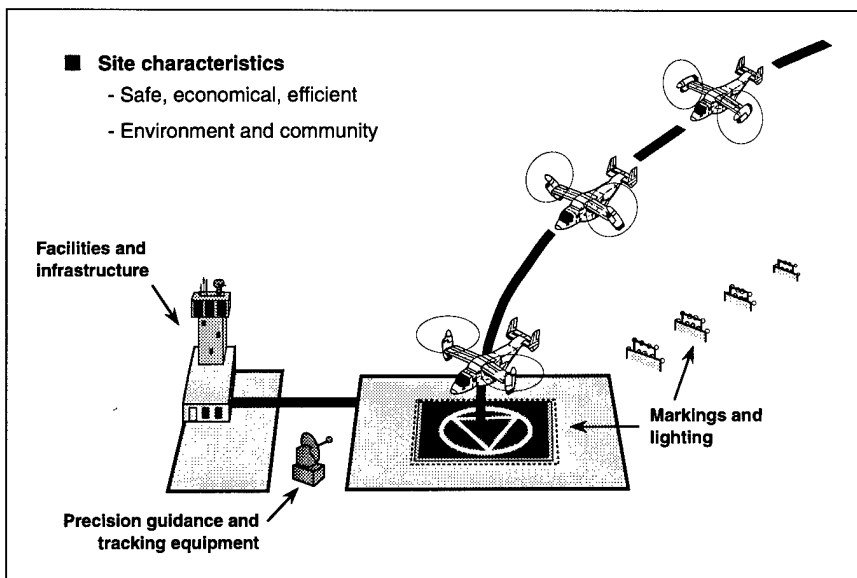 ■ Site characteristics
- Safe, economical, efficient
- Environment and community
Facilities and
infrastructure
Markings and
lighting
Precision guidance and
tracking equipment